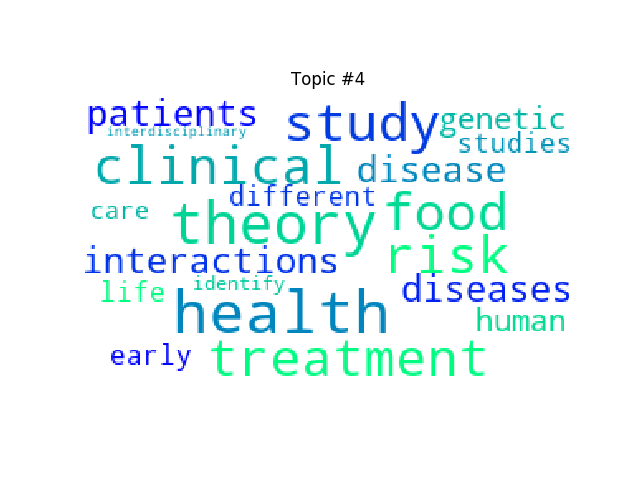 Topic #4
patients study genetic
interdisciplinary studies
clinical disease
different
care theory food
interactions risk
life identify diseases
health human
early treatment